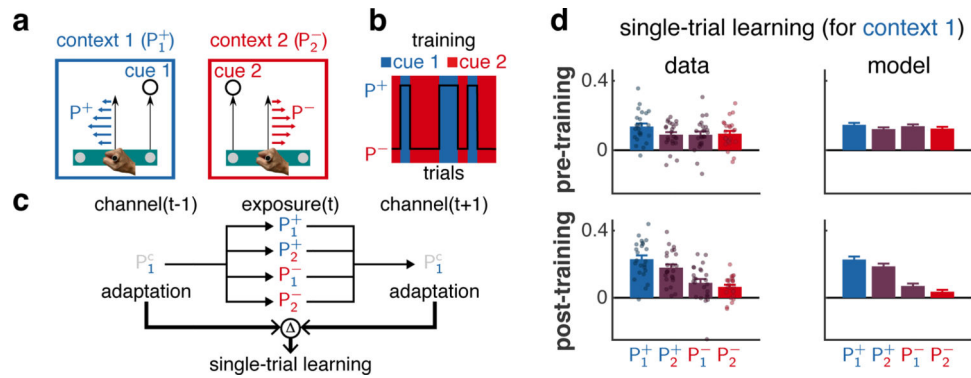 a
context 1 (P₁⁺)
cue 1
P⁺
context 2 (P₂⁻)
cue 2
P⁻
b
training
cue 1 cue 2
P⁺
P⁻
trials
c
channel(t-1) exposure(t) channel(t+1)
P₁ᶜ
adaptation
P₁⁺
P₂⁺
P₁⁻
P₂⁻
P₁ᶜ
adaptation
Δ
single-trial learning
d
single-trial learning (for context 1)
data model
pre-training
0.4
0
post-training
0.4
0
P₁⁺ P₂⁺ P₁⁻ P₂⁻
P₁⁺ P₂⁺ P₁⁻ P₂⁻